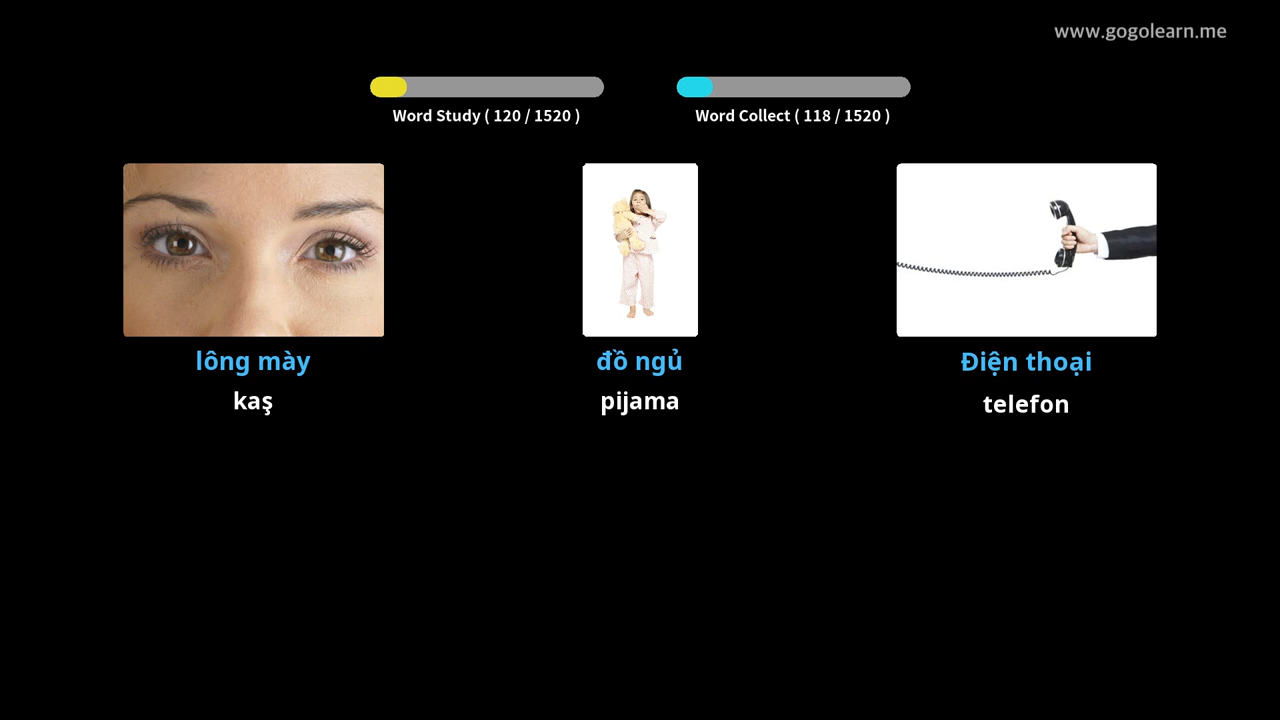 www.gogolearn.me
Word Study ( 120 / 1520 )
Word Collect ( 118 / 1520 )
lông mày
đồ ngủ
Điện thoại
kaş
pijama
telefon